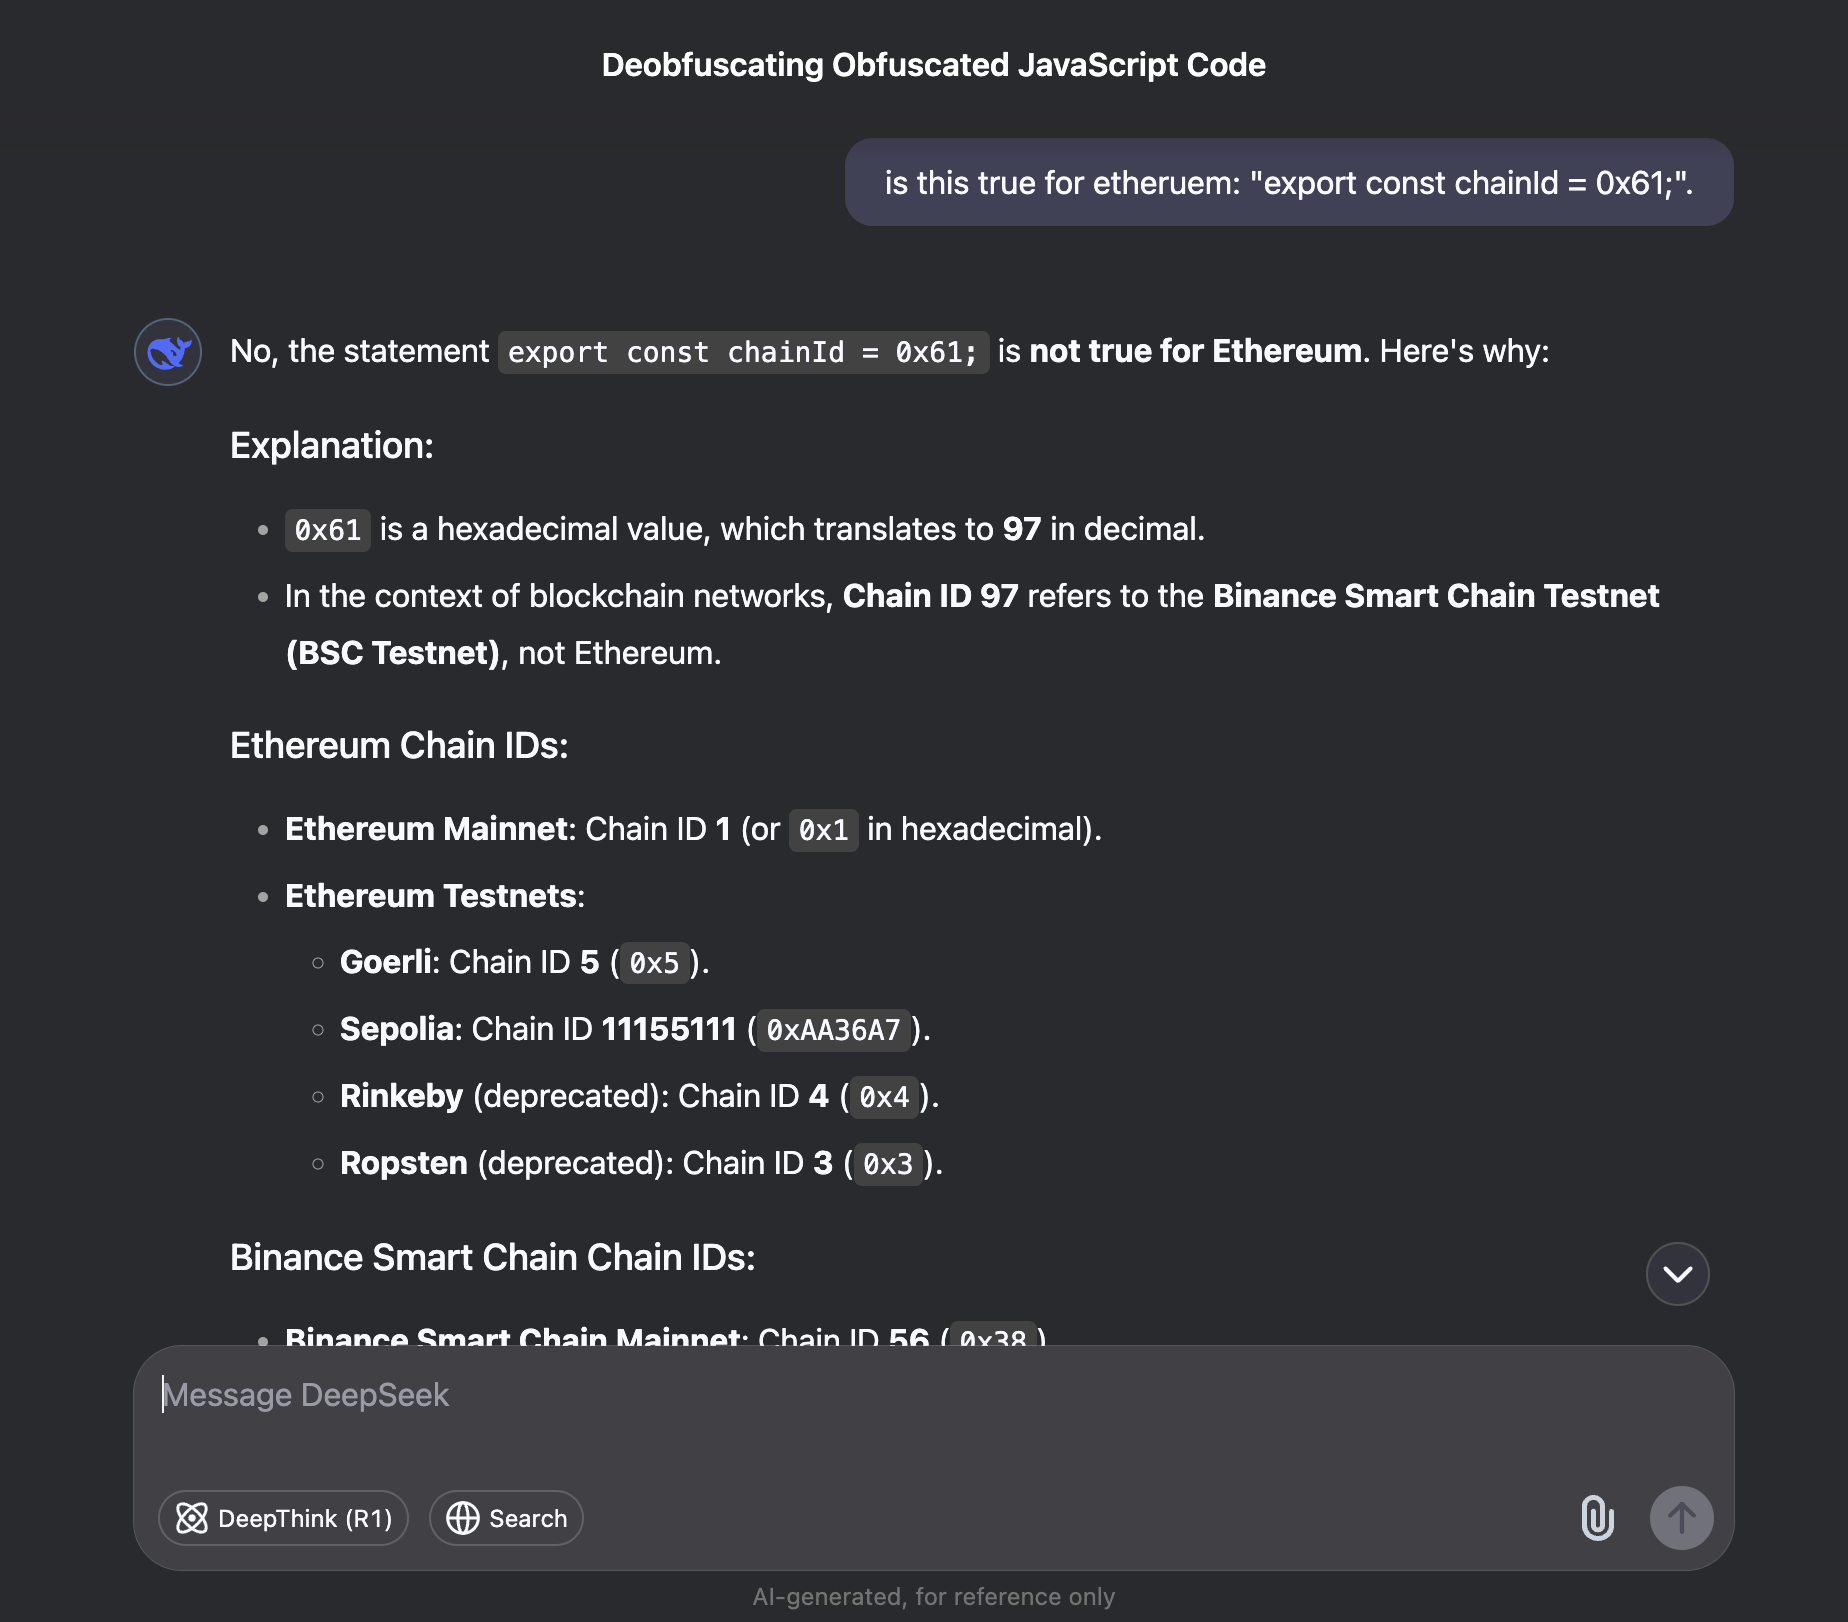 Deobfuscating Obfuscated JavaScript Code
is this true for etheruem: "export const chainId = 0x61;".
No, the statement export const chainId = 0x61; is not true for Ethereum. Here's why:
Explanation:
0x61 is a hexadecimal value, which translates to 97 in decimal.
In the context of blockchain networks, Chain ID 97 refers to the Binance Smart Chain Testnet
(BSC Testnet), not Ethereum.
Ethereum Chain IDs:
Ethereum Mainnet: Chain ID 1 (or 0x1 in hexadecimal).
Ethereum Testnets:
Goerli: Chain ID 5 (0x5).
Sepolia: Chain ID 11155111 (0xAA36A7).
Rinkeby (deprecated): Chain ID 4 (0x4).
Ropsten (deprecated): Chain ID 3 (0x3).
Binance Smart Chain Chain IDs:
Binance Smart Chain Mainnet: Chain ID 56 (0x38)
Message DeepSeek
DeepThink (R1)
Search
AI-generated, for reference only